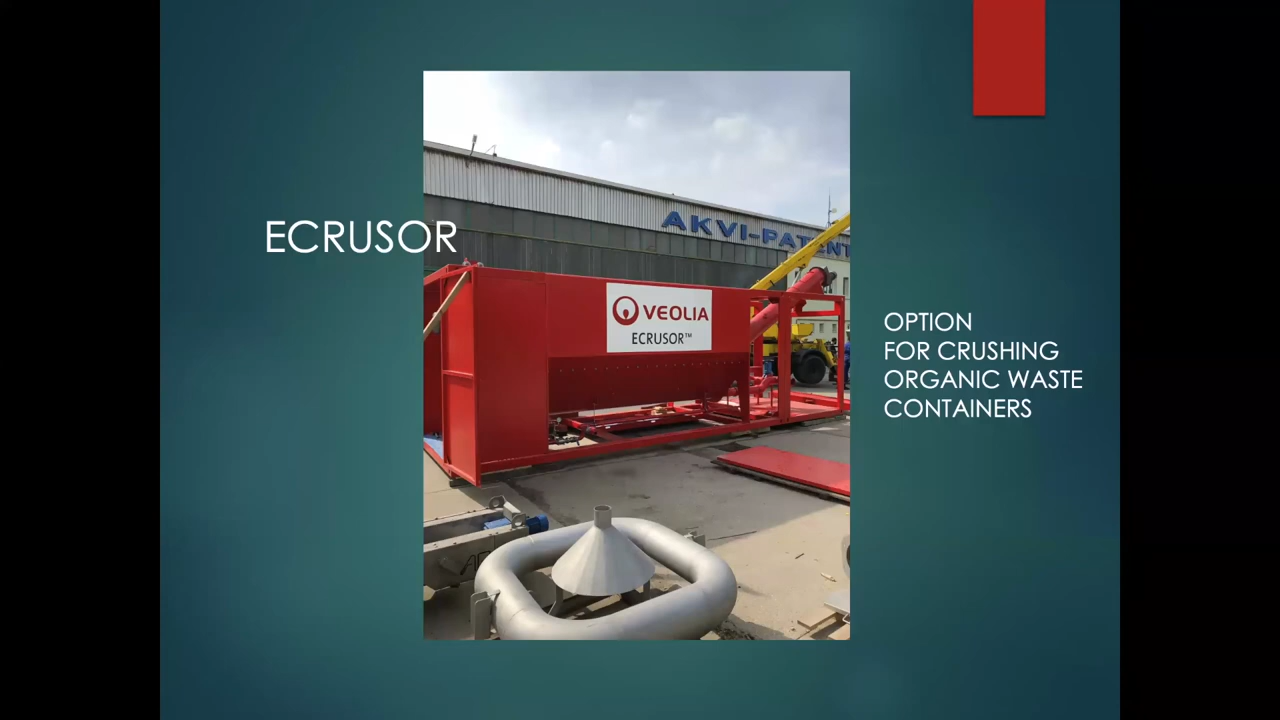 ECRUSOR
AKVI-PATENT
VEOLIA
ECRUSOR™
OPTION
FOR CRUSHING
ORGANIC WASTE
CONTAINERS